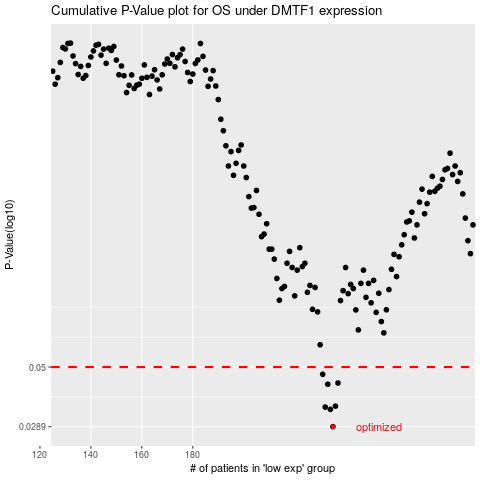 Cumulative P-Value plot for OS under DMTF1 expression
P-Value(log10)
0.05
0.0289
optimized
120 140 160 180
# of patients in 'low exp' group